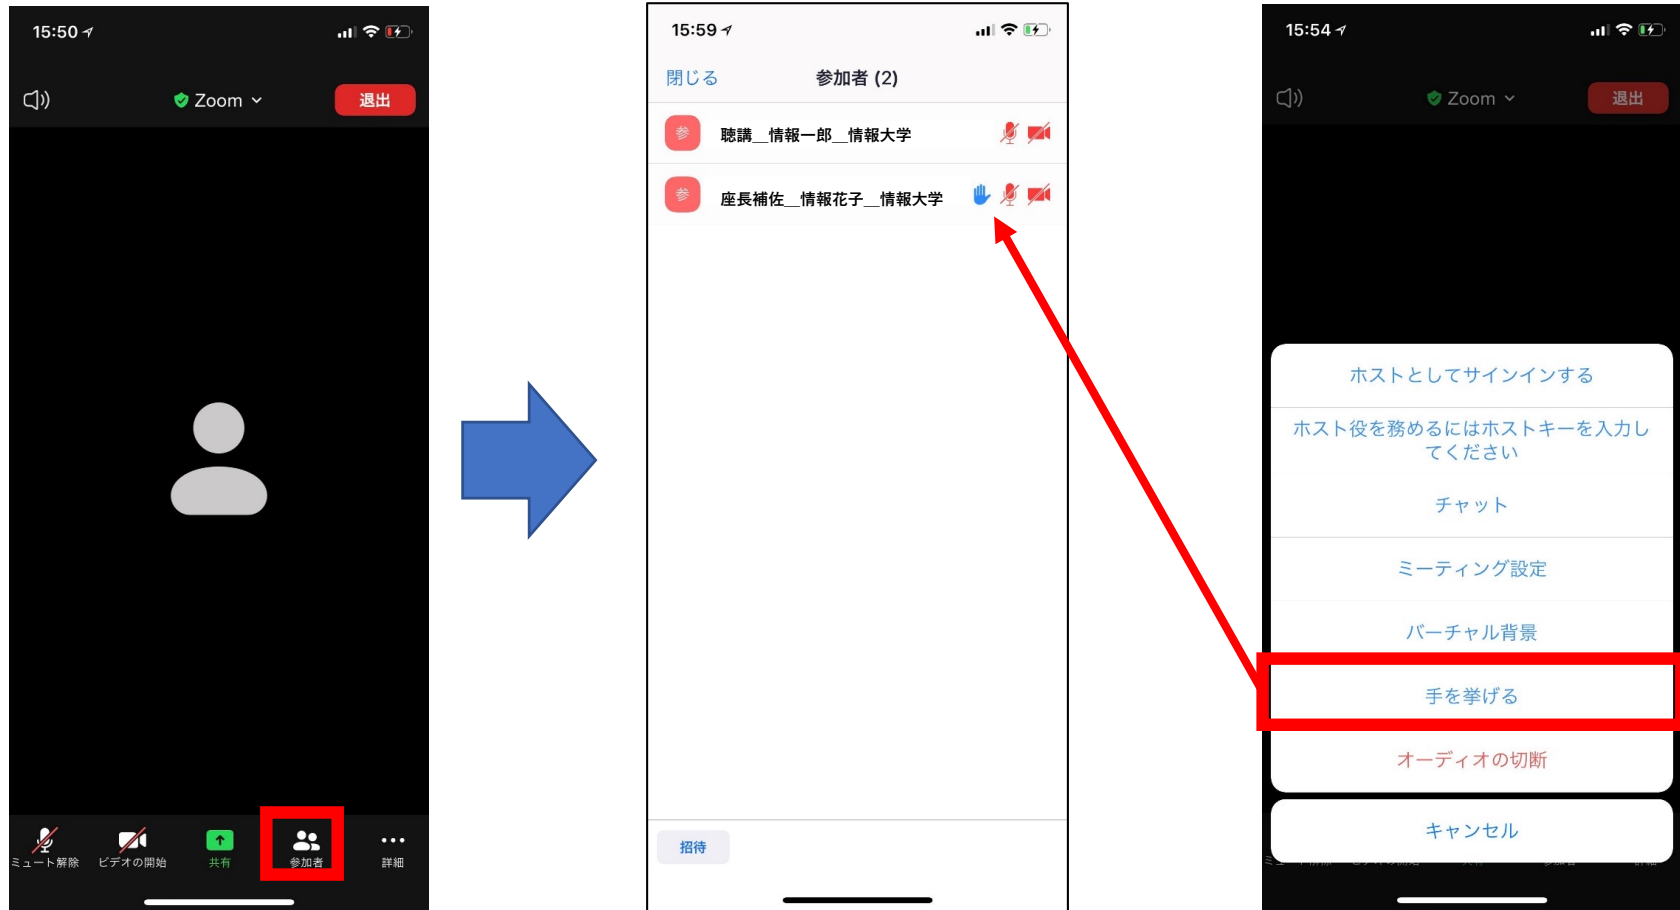 15:50
Zoom
退出
ミュート解除
ビデオの開始
共有
参加者
詳細
15:59
閉じる
参加者 (2)
参
聴講__情報一郎__情報大学
参
座長補佐__情報花子__情報大学
招待
15:54
Zoom
退出
ホストとしてサインインする
ホスト役を務めるにはホストキーを入力し
てください
チャット
ミーティング設定
バーチャル背景
手を挙げる
オーディオの切断
キャンセル